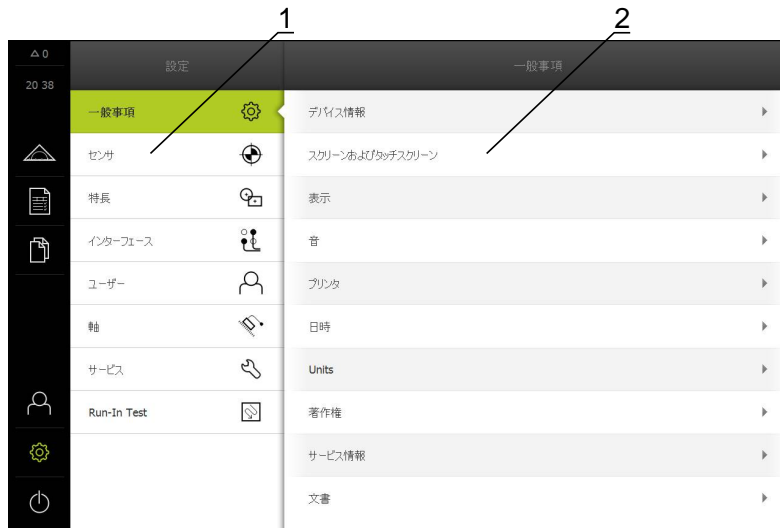 1
2
0
設定
一般事項
20 38
一般事項
センサ
特長
インターフェース
ユーザー
軸
サービス
Run-In Test
デバイス情報
スクリーンおよびタッチスクリーン
表示
音
プリンタ
日時
Units
著作権
サービス情報
文書